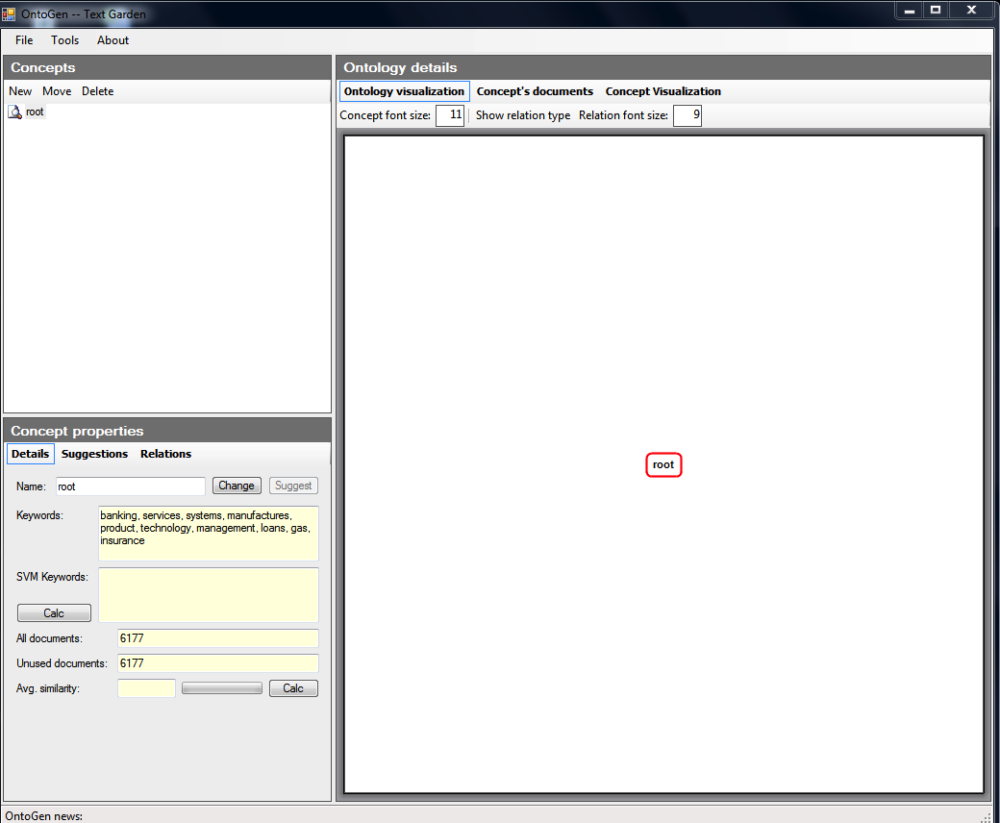 OntoGen -- Text Garden
File Tools About
Concepts
New Move Delete
root
Concept properties
Details Suggestions Relations
Name: root Change Suggest
Keywords: banking, services, systems, manufactures,
product, technology, management, loans, gas,
insurance
SVM Keywords:
Calc
All documents: 6177
Unused documents: 6177
Avg. similarity: Calc
Ontology details
Ontology visualization Concept's documents Concept Visualization
Concept font size: 11 Show relation type Relation font size: 9
root
OntoGen news: